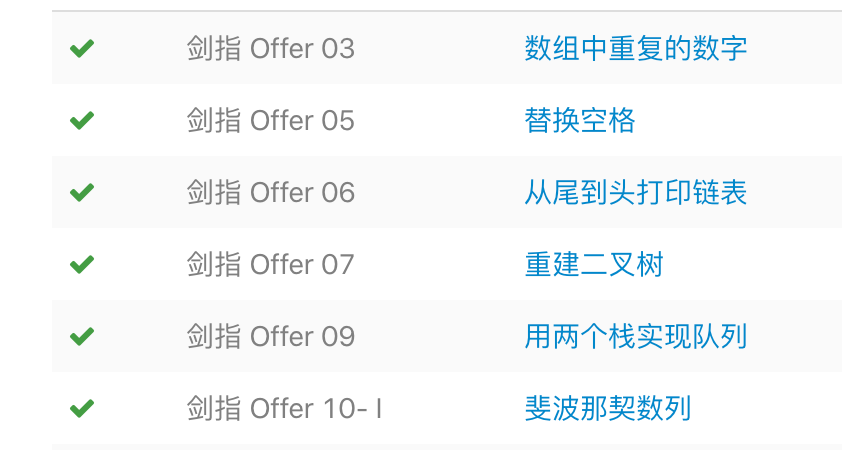 剑指 Offer 03 数组中重复的数字
剑指 Offer 05 替换空格
剑指 Offer 06 从尾到头打印链表
剑指 Offer 07 重建二叉树
剑指 Offer 09 用两个栈实现队列
剑指 Offer 10- I 斐波那契数列